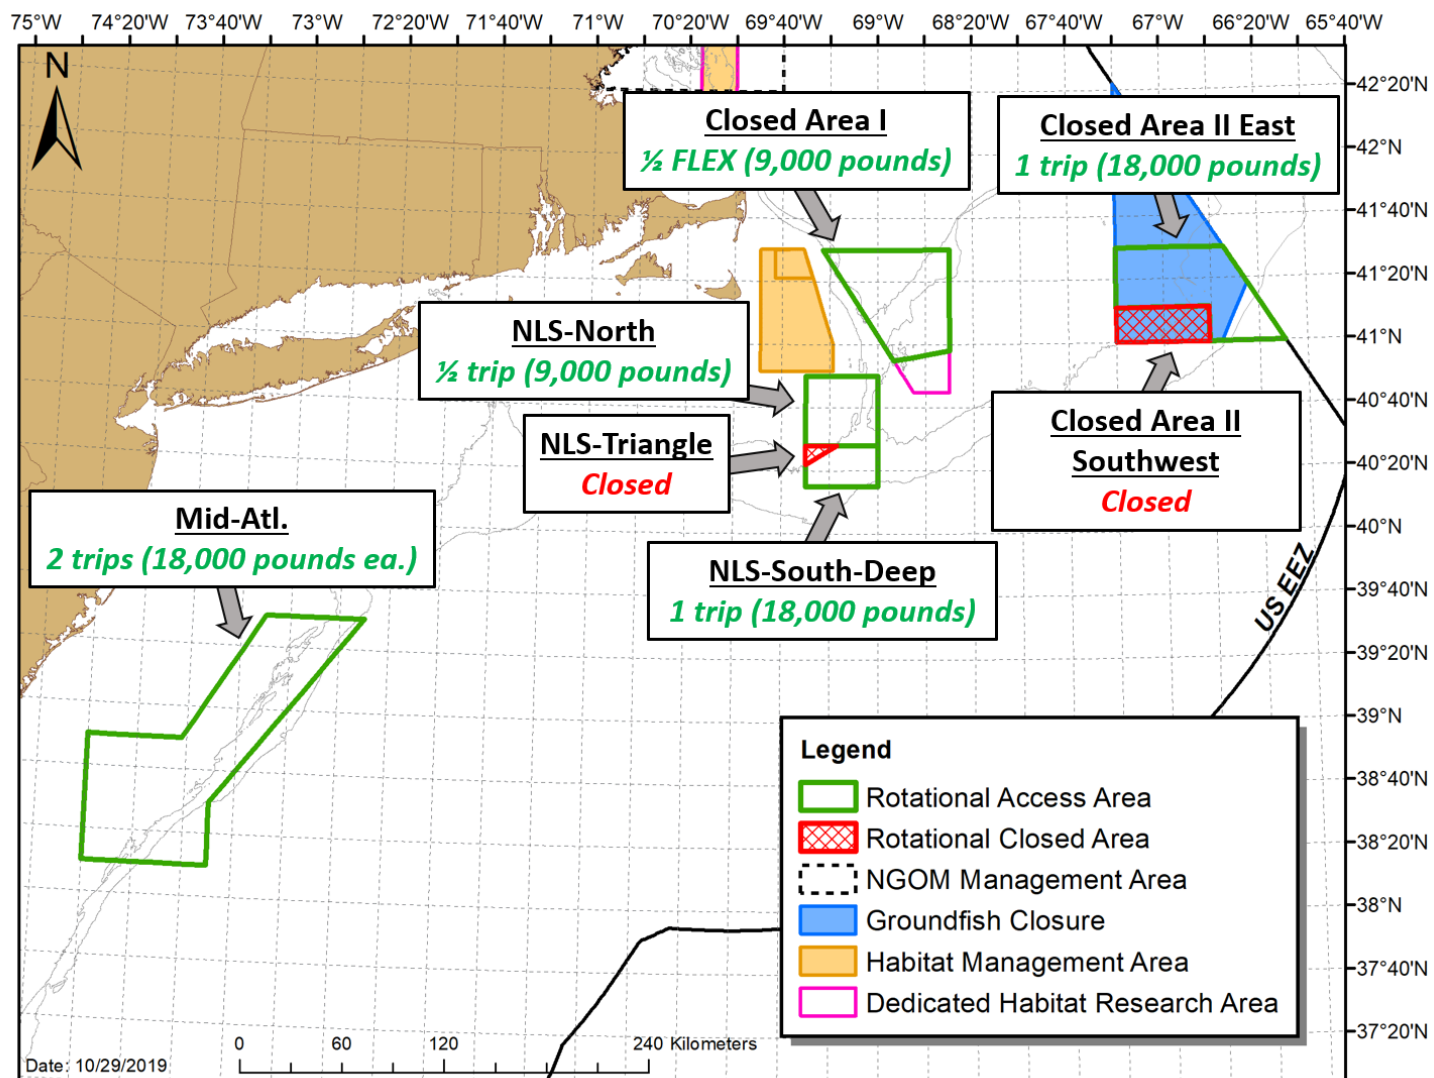 75°W 74°20'W 73°40'W 73°W 72°20'W 71°40'W 71°W 70°20'W 69°40'W 69°W 68°20'W 67°40'W 67°W 66°20'W 65°40'W
N
42°20'N
42°N
41°40'N
41°20'N
41°N
40°40'N
40°20'N
40°N
39°40'N
39°20'N
39°N
38°40'N
38°20'N
38°N
37°40'N
37°20'N
Closed Area I
½ FLEX (9,000 pounds)
Closed Area II East
1 trip (18,000 pounds)
NLS-North
½ trip (9,000 pounds)
NLS-Triangle
Closed
Closed Area II
Southwest
Closed
Mid-Atl.
2 trips (18,000 pounds ea.)
NLS-South-Deep
1 trip (18,000 pounds)
US EEZ
Legend
Rotational Access Area
Rotational Closed Area
NGOM Management Area
Groundfish Closure
Habitat Management Area
Dedicated Habitat Research Area
0 60 120 240 Kilometers
Date: 10/29/2019